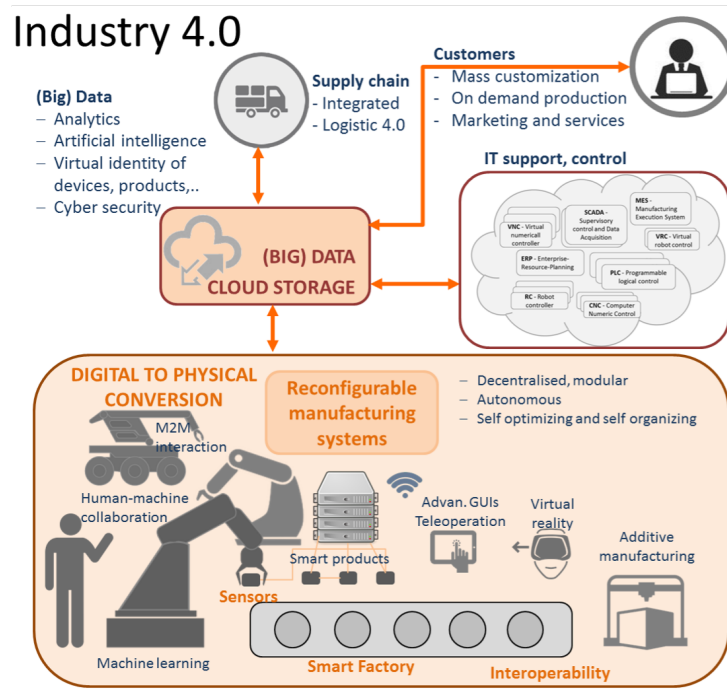 Industry 4.0
(Big) Data
– Analytics
– Artificial intelligence
– Virtual identity of
devices, products,..
– Cyber security
Supply chain
- Integrated
- Logistic 4.0
Customers
- Mass customization
- On demand production
- Marketing and services
IT support, control
VNC - Virtual
numericall
controller
SCADA -
Supervisory
control and Data
Acquisition
MES -
Manufacturing
Execution System
VRC - Virtual
robot control
ERP - Enterprise-
Resource-Planning
PLC - Programmable
logical control
RC - Robot
controller
CNC - Computer
Numeric Control
(BIG) DATA
CLOUD STORAGE
DIGITAL TO PHYSICAL
CONVERSION
Reconfigurable
manufacturing
systems
– Decentralised, modular
– Autonomous
– Self optimizing and self organizing
M2M
interaction
Human-machine
collaboration
Smart products
Advan. GUIs
Teleoperation
Virtual
reality
Additive
manufacturing
Sensors
Machine learning
Smart Factory
Interoperability